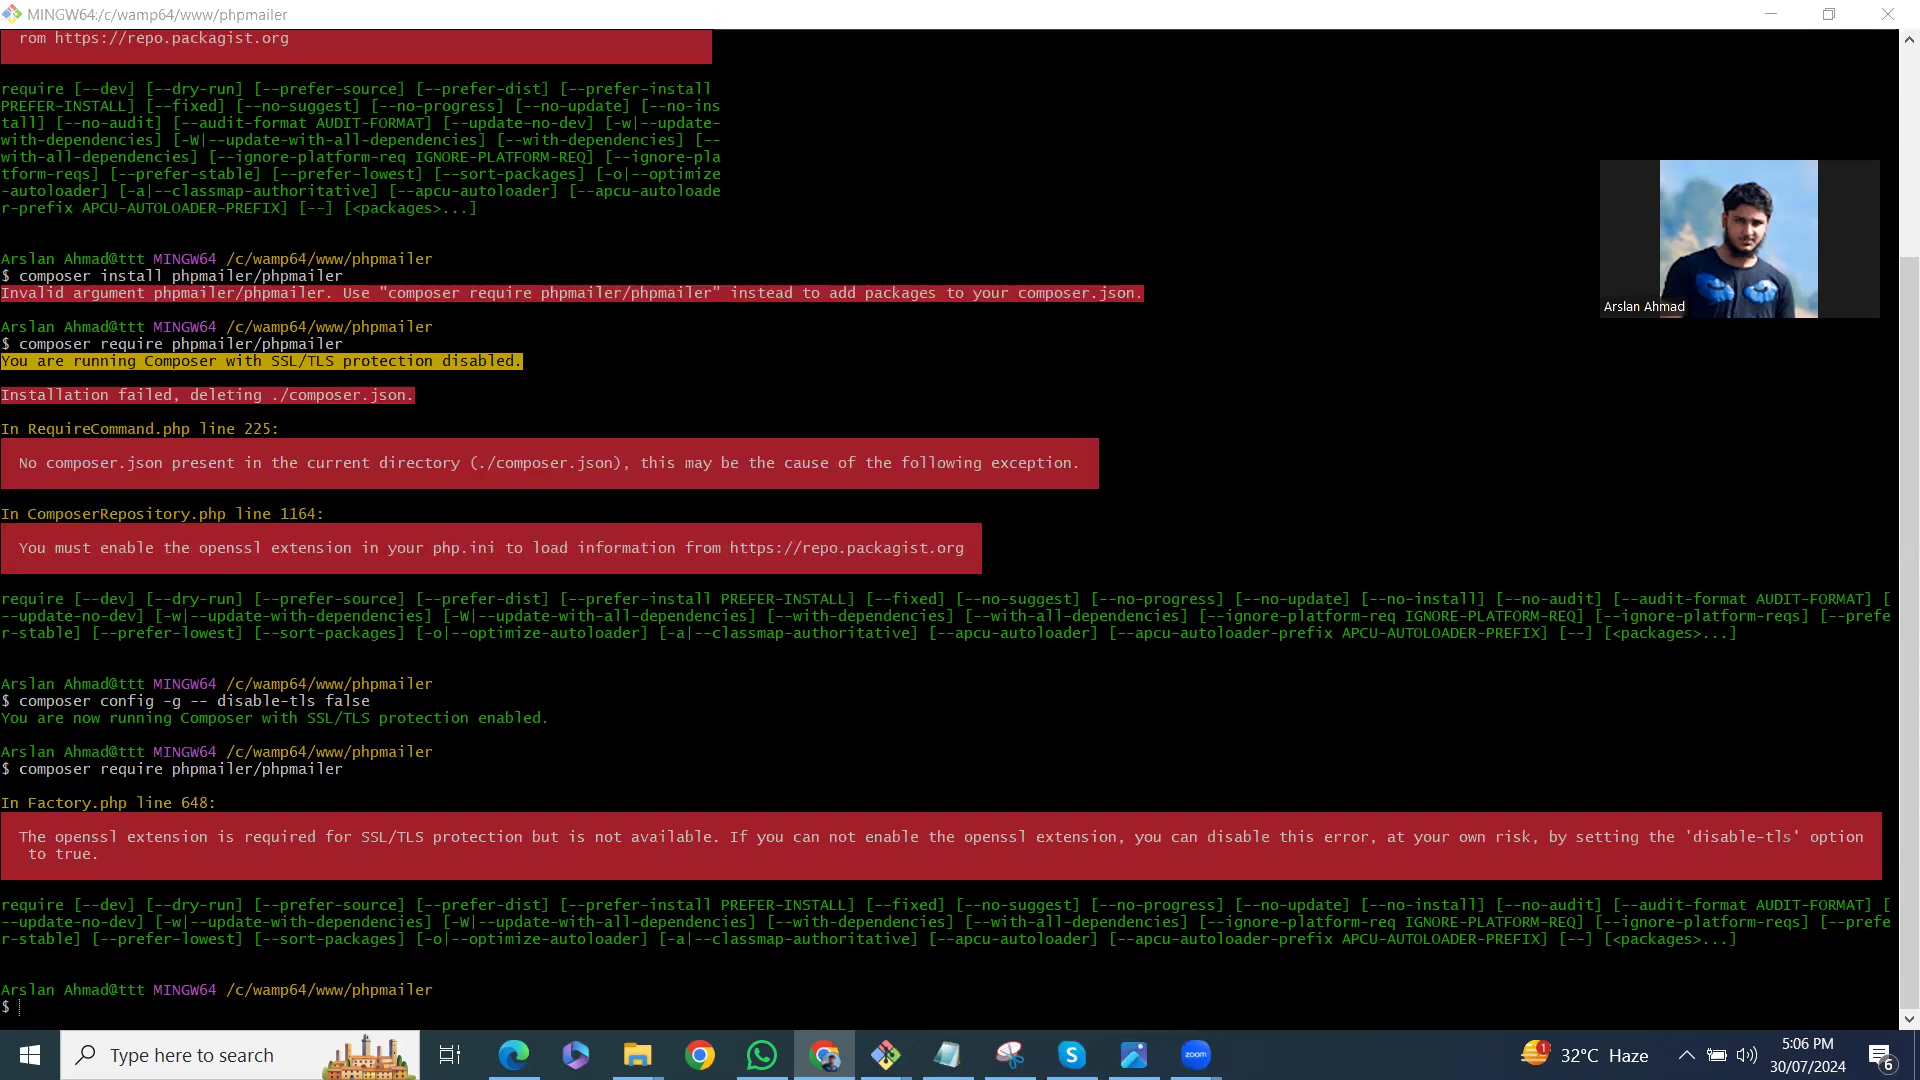 MINGW64:/c/wamp64/www/phpmailer
rom https://repo.packagist.org
require [--dev] [--dry-run] [--prefer-source] [--prefer-dist] [--prefer-install
PREFER-INSTALL] [--fixed] [--no-suggest] [--no-progress] [--no-update] [--no-ins
tall] [--no-audit] [--audit-format AUDIT-FORMAT] [--update-no-dev] [-w|--update-
with-dependencies] [-W|--update-with-all-dependencies] [--with-dependencies] [--
with-all-dependencies] [--ignore-platform-req IGNORE-PLATFORM-REQ] [--ignore-pla
tform-reqs] [--prefer-stable] [--prefer-lowest] [--sort-packages] [-o|--optimize
-autoloader] [-a|--classmap-authoritative] [--apcu-autoloader] [--apcu-autoloade
r-prefix APCU-AUTOLOADER-PREFIX] [--] [<packages>...]
Arslan Ahmad@ttt MINGW64 /c/wamp64/www/phpmailer
$ composer install phpmailer/phpmailer
Invalid argument phpmailer/phpmailer. Use "composer require phpmailer/phpmailer" instead to add packages to your composer.json.
Arslan Ahmad
Arslan Ahmad@ttt MINGW64 /c/wamp64/www/phpmailer
$ composer require phpmailer/phpmailer
You are running Composer with SSL/TLS protection disabled.
Installation failed, deleting ./composer.json.
In RequireCommand.php line 225:
No composer.json present in the current directory (./composer.json), this may be the cause of the following exception.
In ComposerRepository.php line 1164:
You must enable the openssl extension in your php.ini to load information from https://repo.packagist.org
require [--dev] [--dry-run] [--prefer-source] [--prefer-dist] [--prefer-install PREFER-INSTALL] [--fixed] [--no-suggest] [--no-progress] [--no-update] [--no-install] [--no-audit] [--audit-format AUDIT-FORMAT] [
--update-no-dev] [-w|--update-with-dependencies] [-W|--update-with-all-dependencies] [--with-dependencies] [--with-all-dependencies] [--ignore-platform-req IGNORE-PLATFORM-REQ] [--ignore-platform-reqs] [--prefe
r-stable] [--prefer-lowest] [--sort-packages] [-o|--optimize-autoloader] [-a|--classmap-authoritative] [--apcu-autoloader] [--apcu-autoloader-prefix APCU-AUTOLOADER-PREFIX] [--] [<packages>...]
Arslan Ahmad@ttt MINGW64 /c/wamp64/www/phpmailer
$ composer config -g -- disable-tls false
You are now running Composer with SSL/TLS protection enabled.
Arslan Ahmad@ttt MINGW64 /c/wamp64/www/phpmailer
$ composer require phpmailer/phpmailer
In Factory.php line 648:
The openssl extension is required for SSL/TLS protection but is not available. If you can not enable the openssl extension, you can disable this error, at your own risk, by setting the 'disable-tls' option
to true.
require [--dev] [--dry-run] [--prefer-source] [--prefer-dist] [--prefer-install PREFER-INSTALL] [--fixed] [--no-suggest] [--no-progress] [--no-update] [--no-install] [--no-audit] [--audit-format AUDIT-FORMAT] [
--update-no-dev] [-w|--update-with-dependencies] [-W|--update-with-all-dependencies] [--with-dependencies] [--with-all-dependencies] [--ignore-platform-req IGNORE-PLATFORM-REQ] [--ignore-platform-reqs] [--prefe
r-stable] [--prefer-lowest] [--sort-packages] [-o|--optimize-autoloader] [-a|--classmap-authoritative] [--apcu-autoloader] [--apcu-autoloader-prefix APCU-AUTOLOADER-PREFIX] [--] [<packages>...]
Arslan Ahmad@ttt MINGW64 /c/wamp64/www/phpmailer
$
Type here to search
zoom
1
32°C Haze
5:06 PM
30/07/2024
6